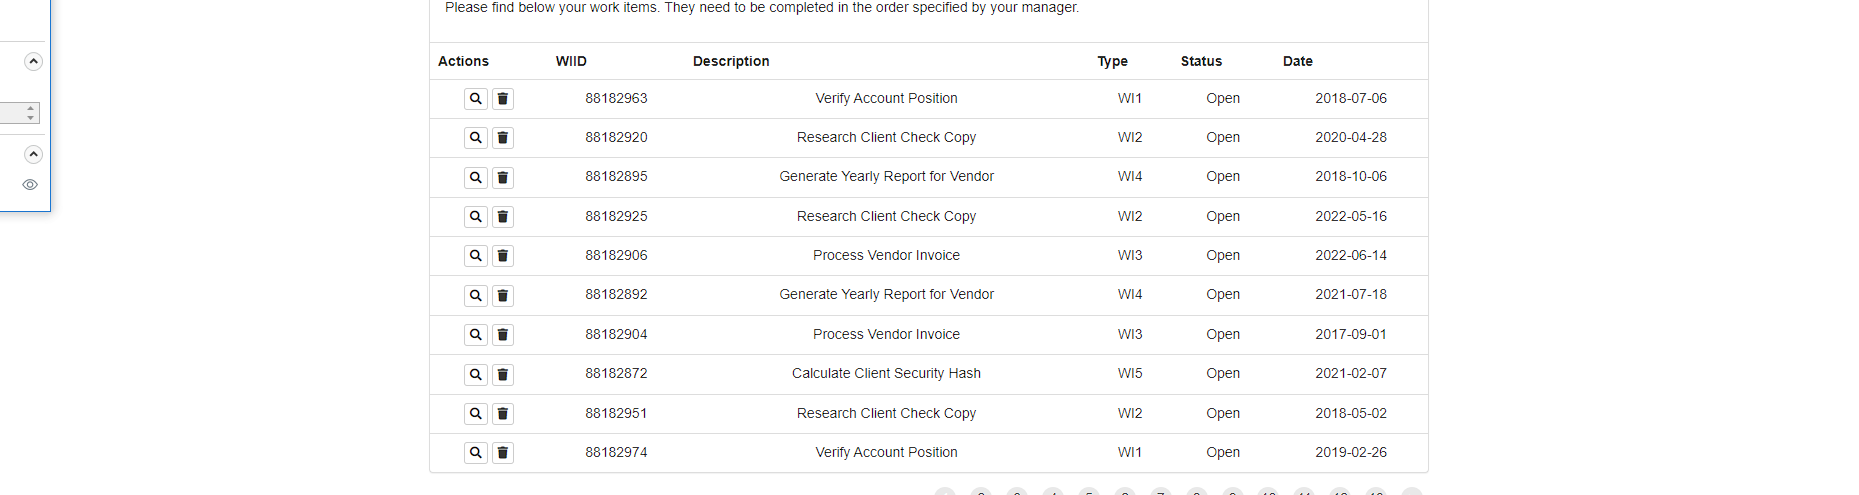 Please find below your work items. They need to be completed in the order specified by your manager.
Actions WIID Description Type Status Date
88182963 Verify Account Position WI1 Open 2018-07-06
88182920 Research Client Check Copy WI2 Open 2020-04-28
88182895 Generate Yearly Report for Vendor WI4 Open 2018-10-06
88182925 Research Client Check Copy WI2 Open 2022-05-16
88182906 Process Vendor Invoice WI3 Open 2022-06-14
88182892 Generate Yearly Report for Vendor WI4 Open 2021-07-18
88182904 Process Vendor Invoice WI3 Open 2017-09-01
88182872 Calculate Client Security Hash WI5 Open 2021-02-07
88182951 Research Client Check Copy WI2 Open 2018-05-02
88182974 Verify Account Position WI1 Open 2019-02-26